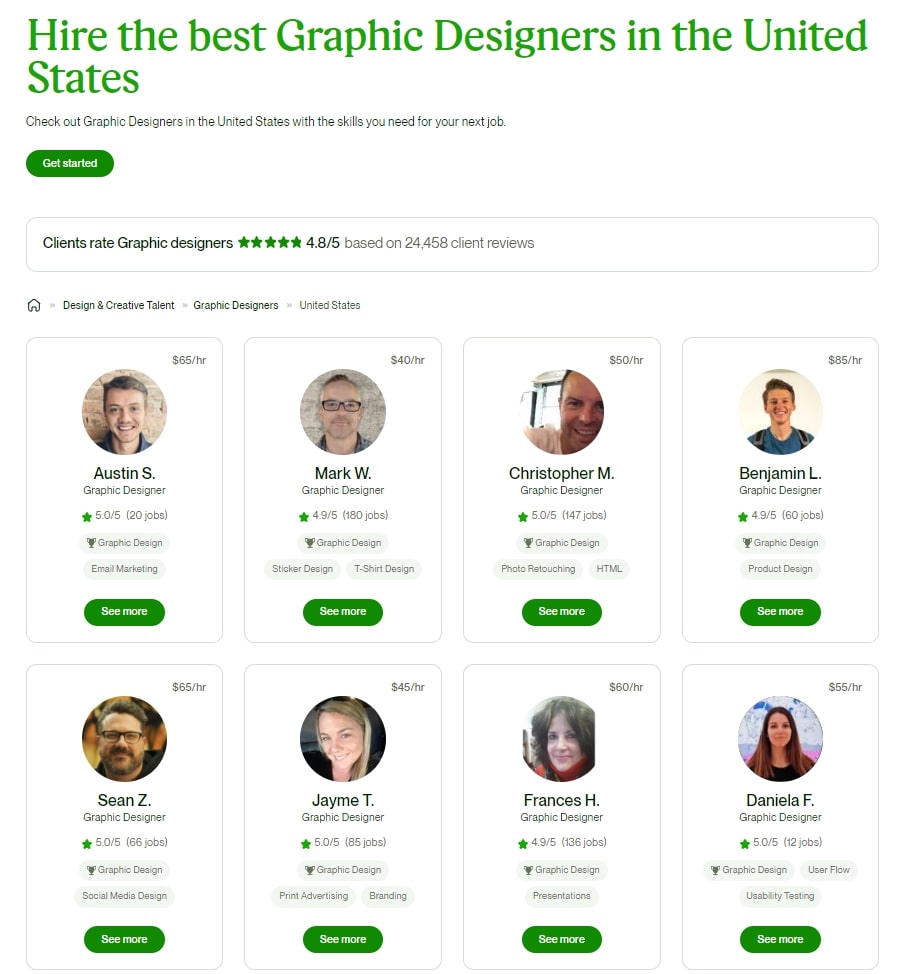 Hire the best Graphic Designers in the United
States
Check out Graphic Designers in the United States with the skills you need for your next job.
Get started
Clients rate Graphic designers 4.8/5 based on 24,458 client reviews
» Design & Creative Talent » Graphic Designers » United States
$65/hr
Austin S.
Graphic Designer
5.0/5 (20 jobs)
Graphic Design
Email Marketing
See more
$40/hr
Mark W.
Graphic Designer
4.9/5 (180 jobs)
Graphic Design
Sticker Design T-Shirt Design
See more
$50/hr
Christopher M.
Graphic Designer
5.0/5 (147 jobs)
Graphic Design
Photo Retouching HTML
See more
$85/hr
Benjamin L.
Graphic Designer
4.9/5 (60 jobs)
Graphic Design
Product Design
See more
$65/hr
Sean Z.
Graphic Designer
5.0/5 (66 jobs)
Graphic Design
Social Media Design
See more
$45/hr
Jayme T.
Graphic Designer
5.0/5 (85 jobs)
Graphic Design
Print Advertising Branding
See more
$60/hr
Frances H.
Graphic Designer
4.9/5 (136 jobs)
Graphic Design
Presentations
See more
$55/hr
Daniela F.
Graphic Designer
5.0/5 (12 jobs)
Graphic Design User Flow
Usability Testing
See more